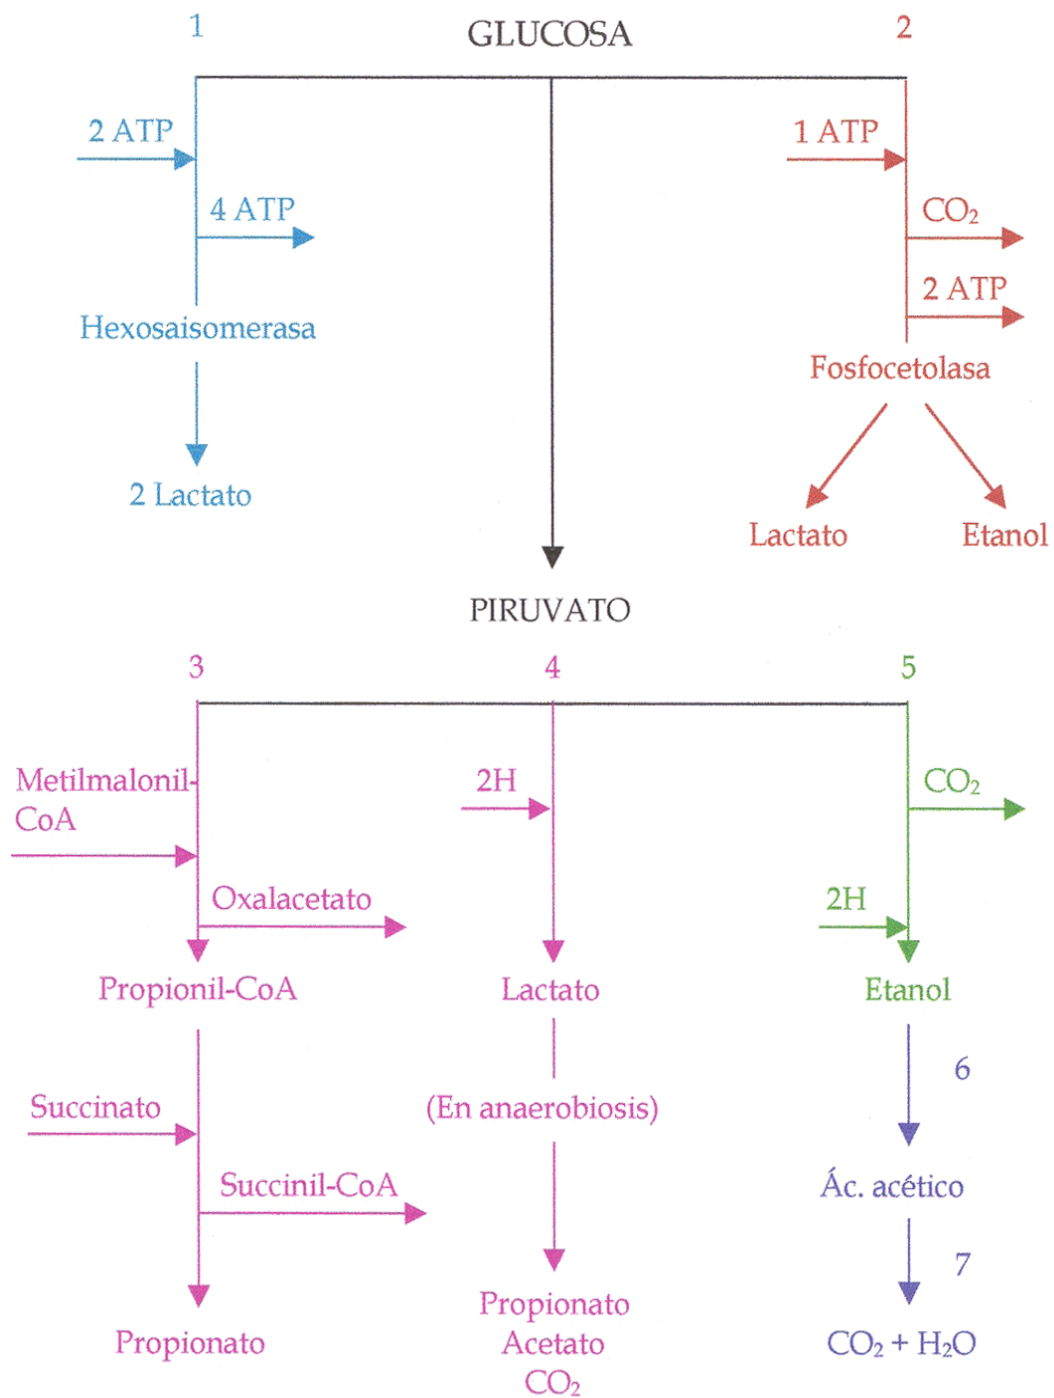 1
GLUCOSA
2
2 ATP
1 ATP
4 ATP
CO₂
2 ATP
Hexosaisomerasa
Fosfocetolasa
2 Lactato
Lactato
Etanol
PIRUVATO
3
4
5
Metilmalonil-
CoA
2H
CO₂
Oxalacetato
2H
Propionil-CoA
Lactato
Etanol
6
Succinato
(En anaerobiosis)
Succinil-CoA
Ác. acético
7
Propionato
Propionato
Acetato
CO₂
CO₂ + H₂O